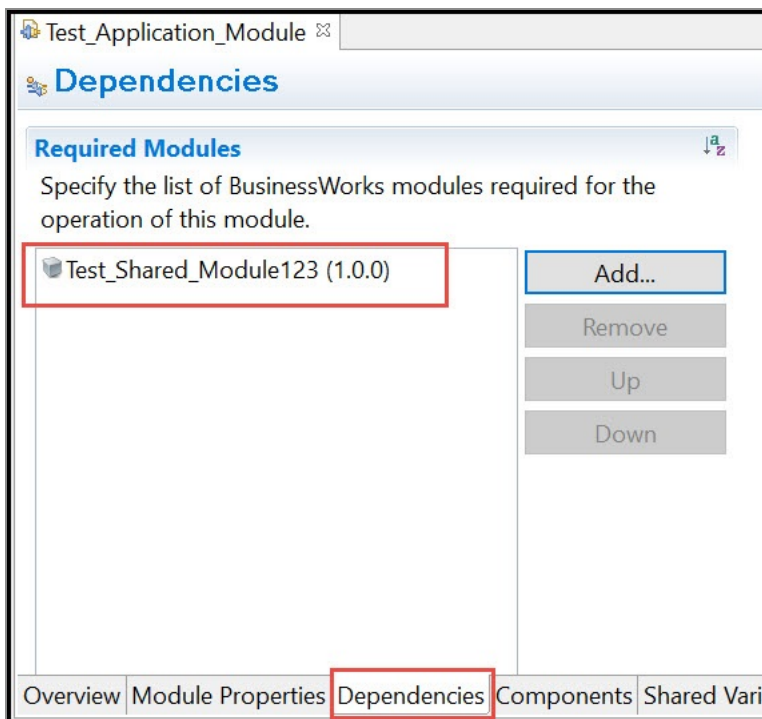 Test_Application_Module
Dependencies
Required Modules
Specify the list of BusinessWorks modules required for the
operation of this module.
Test_Shared_Module123 (1.0.0)
Add...
Remove
Up
Down
Overview Module Properties Dependencies Components Shared Vari